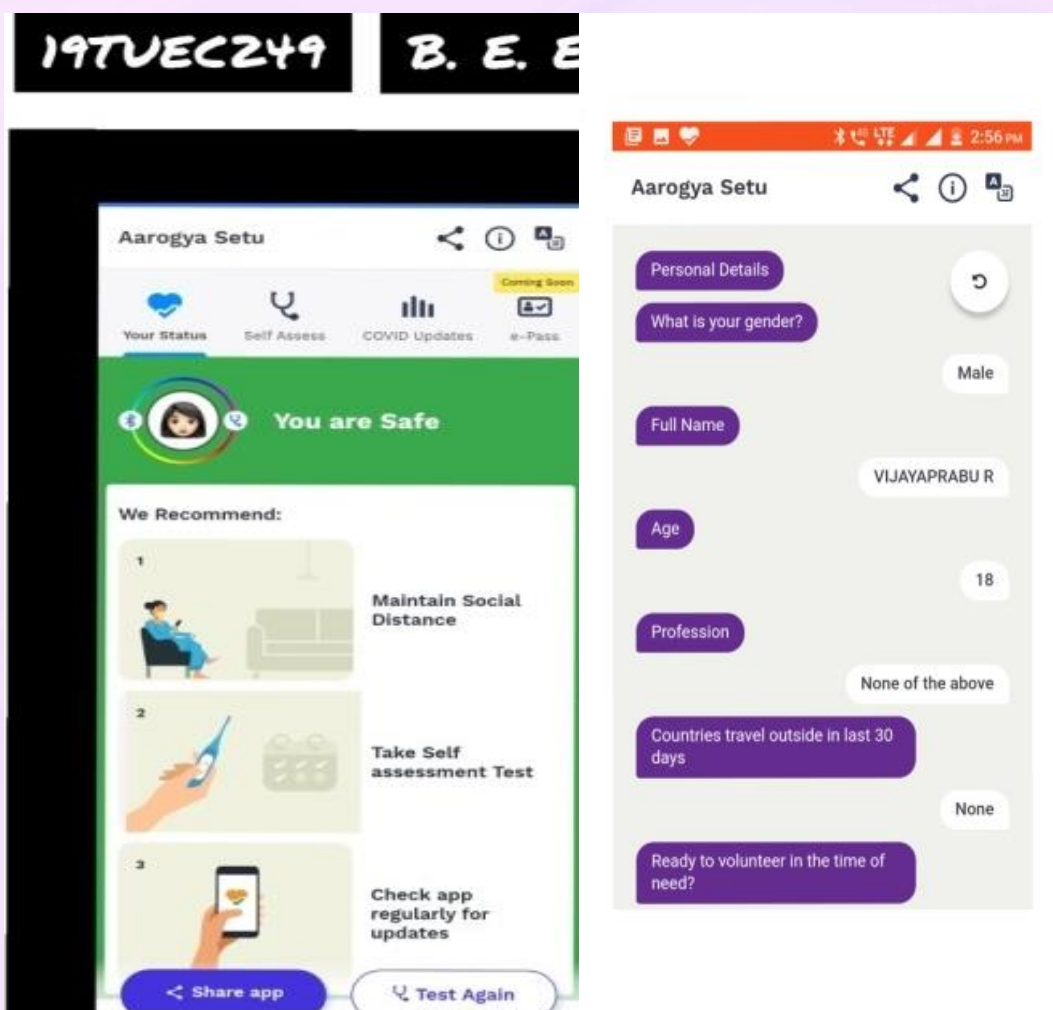 19TUEC249
B. E. E
Aarogya Setu
Coming Soon
Your Status
Self Assess
COVID Updates
e-Pass
You are Safe
We Recommend:
1
Maintain Social
Distance
2
Take Self
assessment Test
3
Check app
regularly for
updates
Share app
Test Again
4G LTE 2:56 PM
Aarogya Setu
Personal Details
What is your gender?
Male
Full Name
VIJAYAPRABU R
Age
18
Profession
None of the above
Countries travel outside in last 30
days
None
Ready to volunteer in the time of
need?